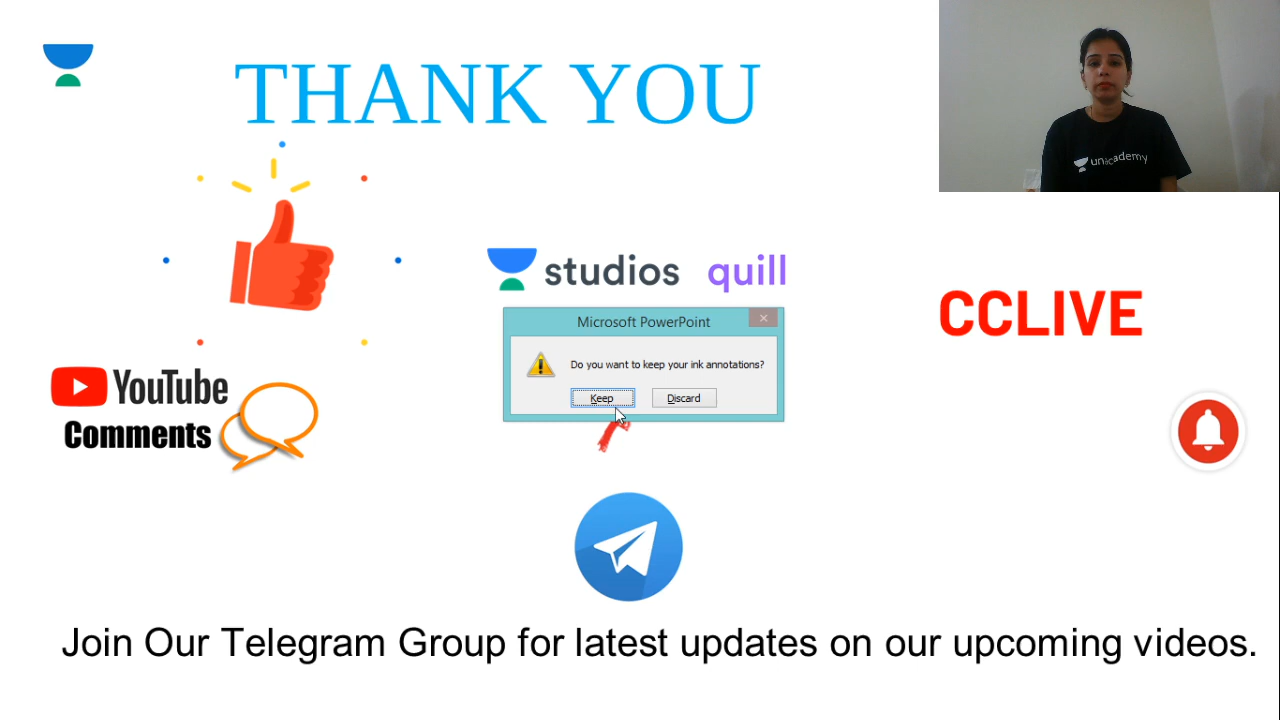 THANK YOU
unacademy
studios quill
Microsoft PowerPoint
Do you want to keep your ink annotations?
Keep Discard
CCLIVE
YouTube
Comments
Join Our Telegram Group for latest updates on our upcoming videos.